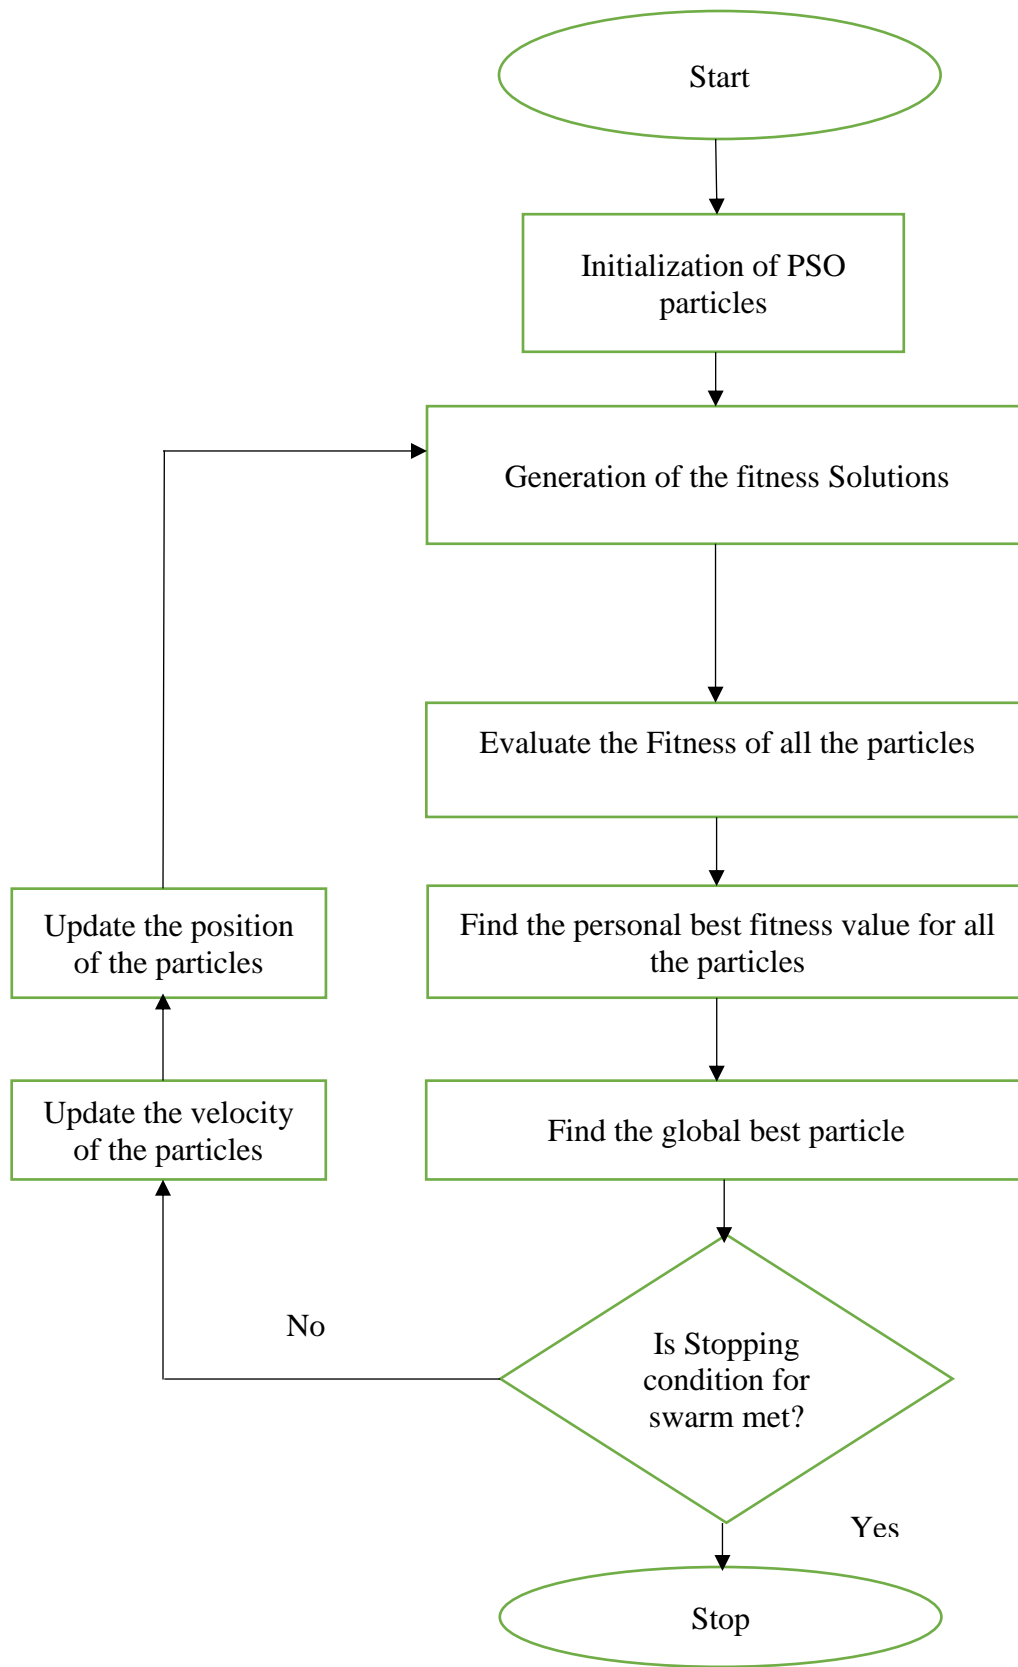 Start
Initialization of PSO
particles
Generation of the fitness Solutions
Evaluate the Fitness of all the particles
Find the personal best fitness value for all
the particles
Update the position
of the particles
Update the velocity
of the particles
Find the global best particle
No
Is Stopping
condition for
swarm met?
Yes
Stop